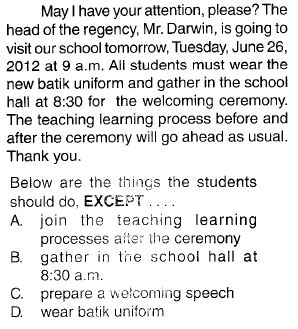 May I have your attention, please? The
head of the regency, Mr. Darwin, is going to
visit our school tomorrow, Tuesday, June 26,
2012 at 9 a.m. All students must wear the
new batik uniform and gather in the school
hall at 8:30 for the welcoming ceremony.
The teaching learning process before and
after the ceremony will go ahead as usual.
Thank you.
Below are the things the students
should do, EXCEPT ....
A. join the teaching learning
processes after the ceremony
B. gather in the school hall at
8:30 a.m.
C. prepare a welcoming speech
D. wear batik uniform